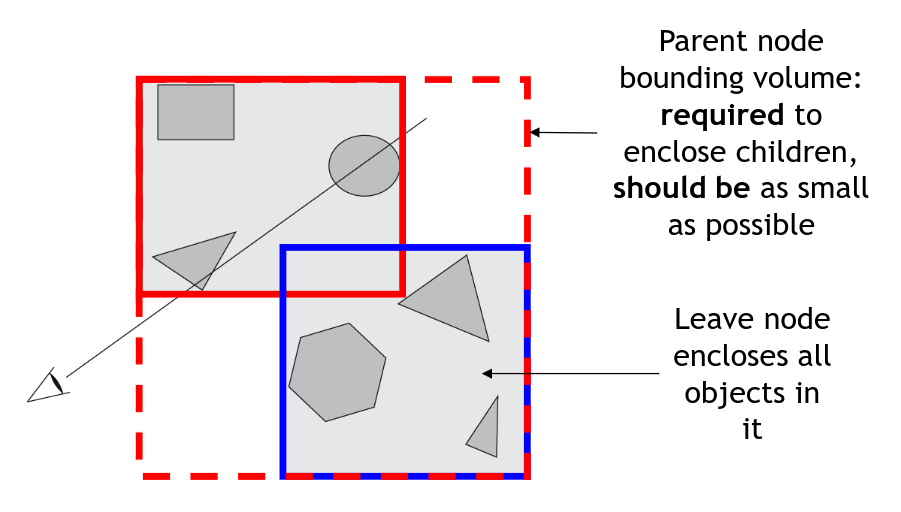 Parent node
bounding volume:
required to
enclose children,
should be as small
as possible
Leave node
encloses all
objects in
it